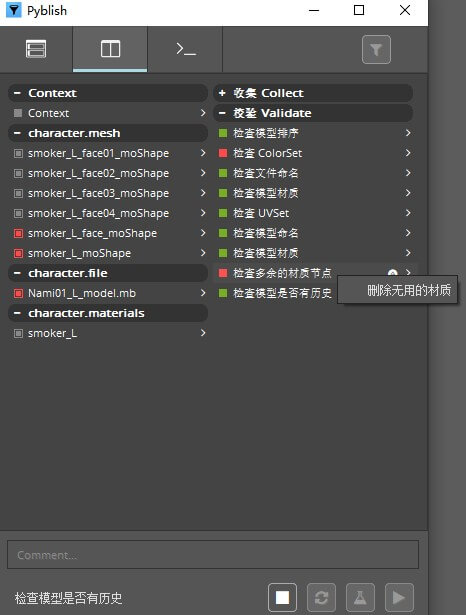 Pyblish
Context
Context
character.mesh
smoker_L_face01_moShape
smoker_L_face02_moShape
smoker_L_face03_moShape
smoker_L_face04_moShape
smoker_L_face_moShape
smoker_L_moShape
character.file
Nami01_L_model.mb
character.materials
smoker_L
收集 Collect
校验 Validate
检查模型排序
检查 ColorSet
检查文件命名
检查模型材质
检查 UVSet
检查模型命名
检查模型材质
检查多余的材质节点
检查模型是否有历史
删除无用的材质
Comment...
检查模型是否有历史